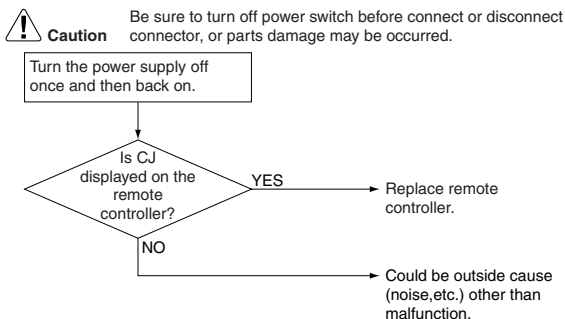 Be sure to turn off power switch before connect or disconnect
Caution connector, or parts damage may be occurred.
Turn the power supply off
once and then back on.
Is CJ
displayed on the
remote
controller?
YES
Replace remote
controller.
NO
Could be outside cause
(noise,etc.) other than
malfunction.